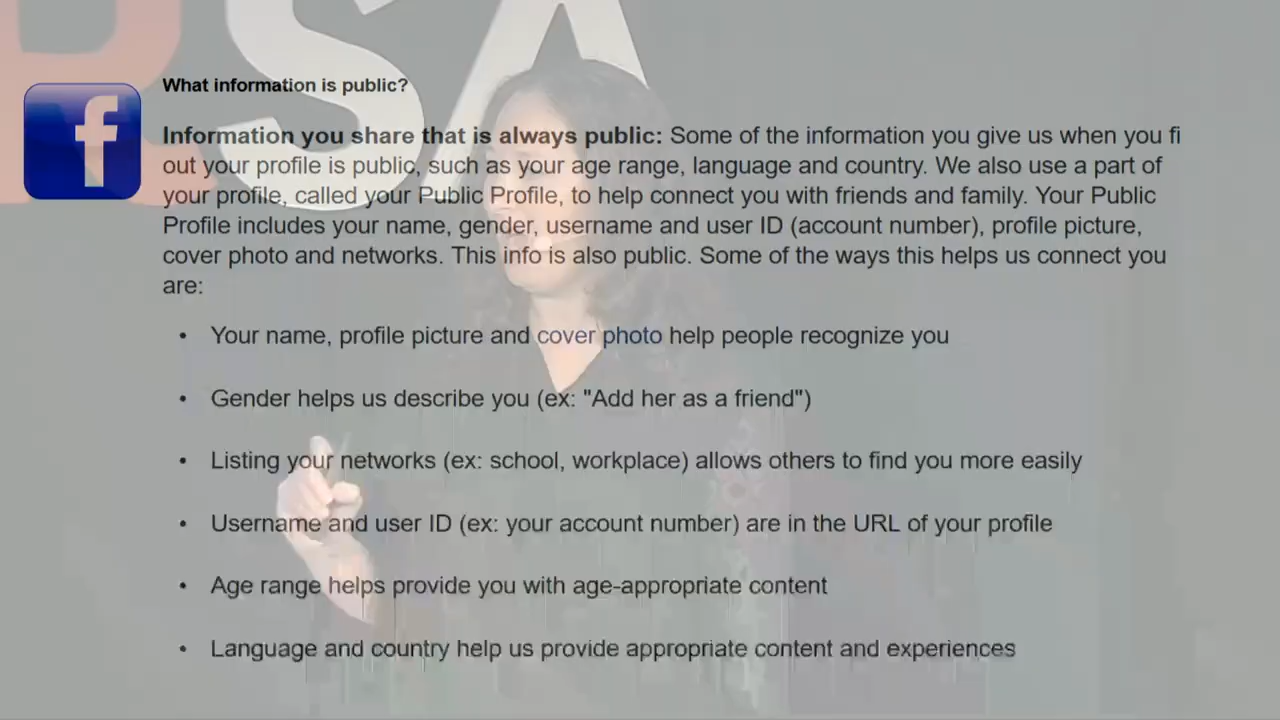 RSA
f
What information is public?
Information you share that is always public: Some of the information you give us when you fi
out your profile is public, such as your age range, language and country. We also use a part of
your profile, called your Public Profile, to help connect you with friends and family. Your Public
Profile includes your name, gender, username and user ID (account number), profile picture,
cover photo and networks. This info is also public. Some of the ways this helps us connect you
are:
• Your name, profile picture and cover photo help people recognize you
• Gender helps us describe you (ex: "Add her as a friend")
• Listing your networks (ex: school, workplace) allows others to find you more easily
• Username and user ID (ex: your account number) are in the URL of your profile
• Age range helps provide you with age-appropriate content
• Language and country help us provide appropriate content and experiences